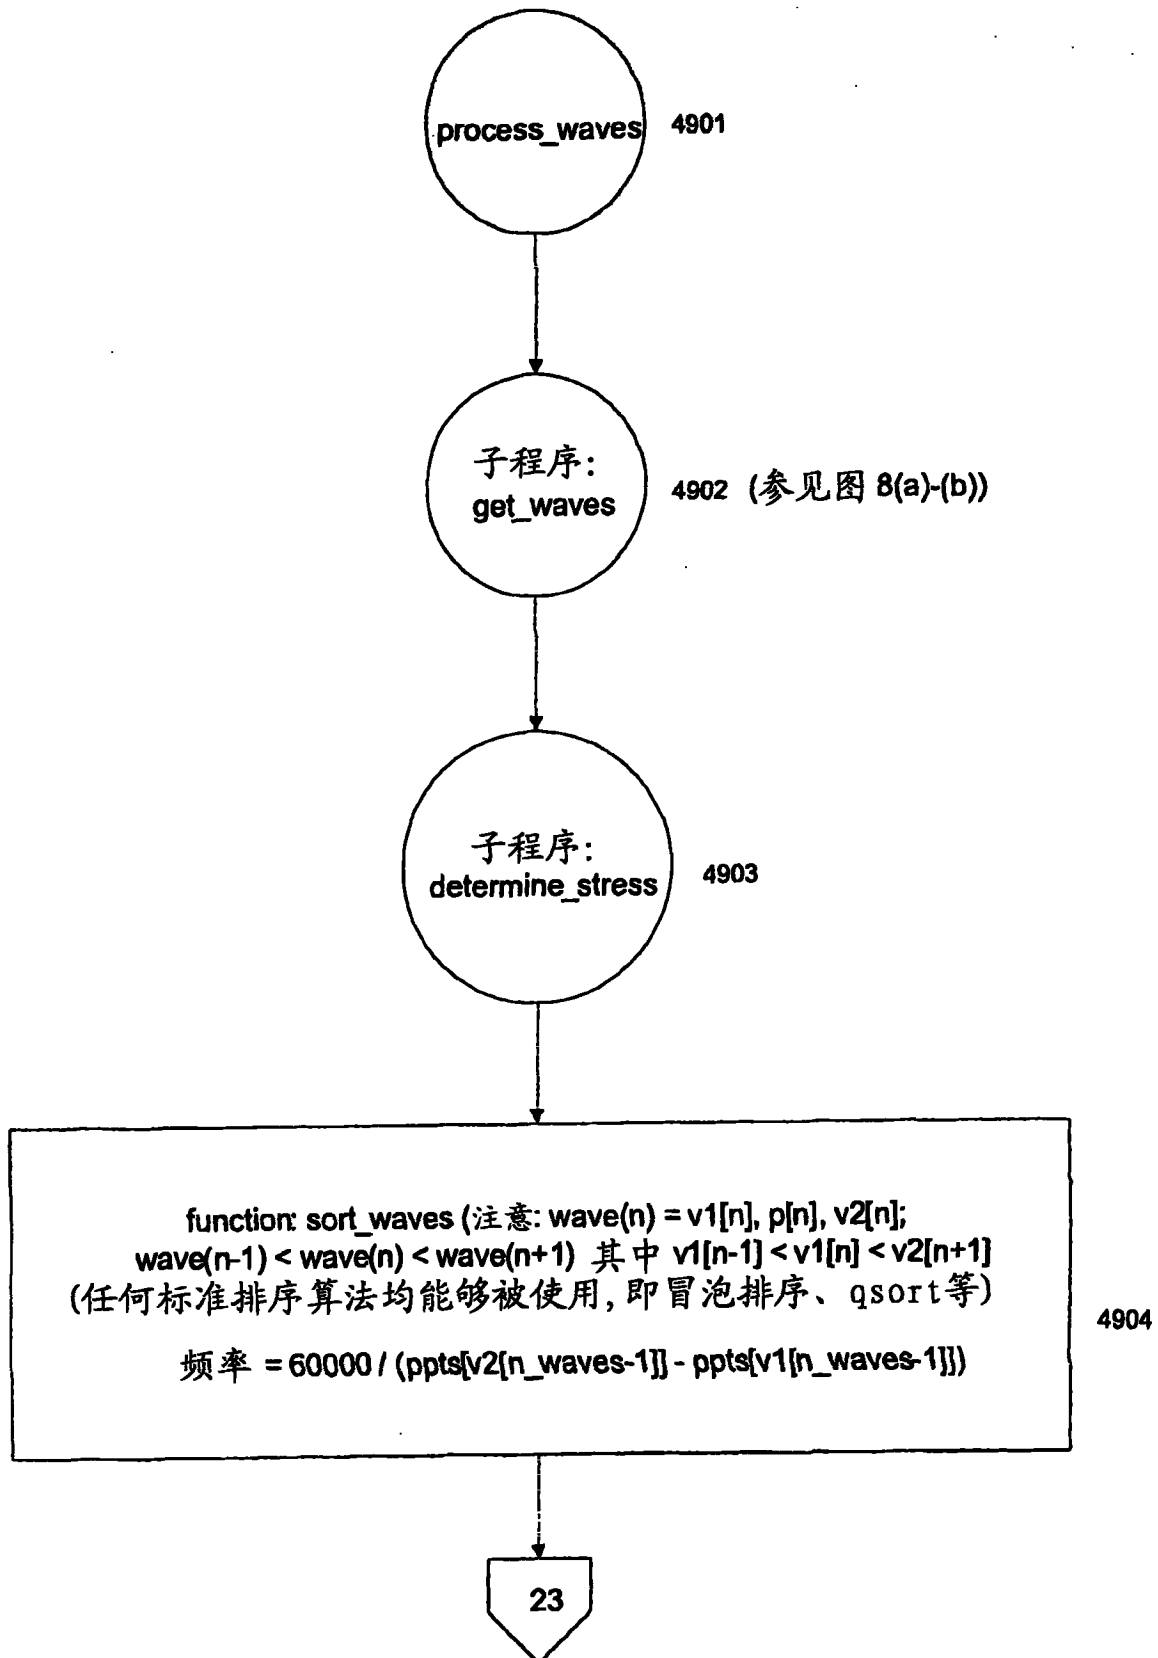 process_waves
4901
子程序:
get_waves
4902 (参见图 8(a)-(b))
子程序:
determine_stress
4903
function: sort_waves (注意: wave(n) = v1[n], p[n], v2[n];
wave(n-1) < wave(n) < wave(n+1) 其中 v1[n-1] < v1[n] < v2[n+1]
(任何标准排序算法均能够被使用, 即冒泡排序、qsort等)
频率 = 60000 / (ppts[v2[n_waves-1]] - ppts[v1[n_waves-1]])
4904
23